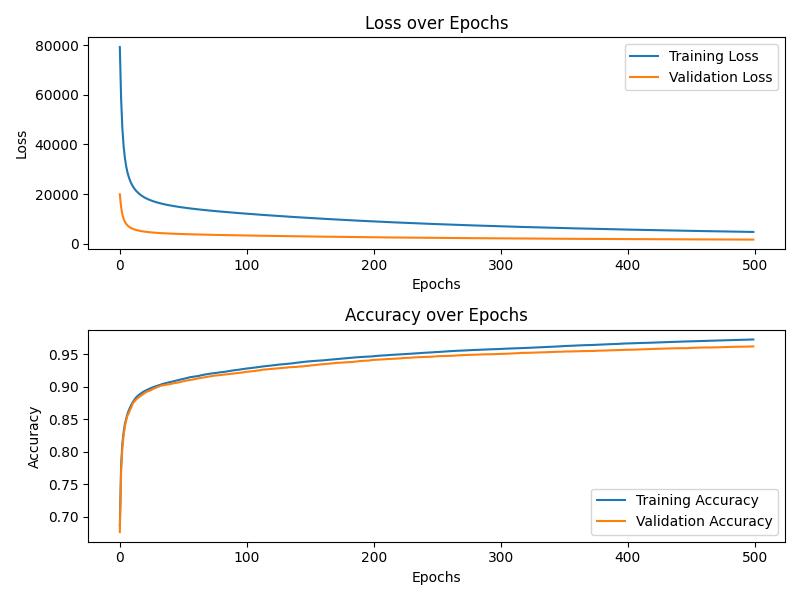 Loss over Epochs
80000
60000
40000
20000
0
Loss
Training Loss
Validation Loss
0 100 200 300 400 500
Epochs
Accuracy over Epochs
0.95
0.90
0.85
0.80
0.75
0.70
Accuracy
Training Accuracy
Validation Accuracy
0 100 200 300 400 500
Epochs